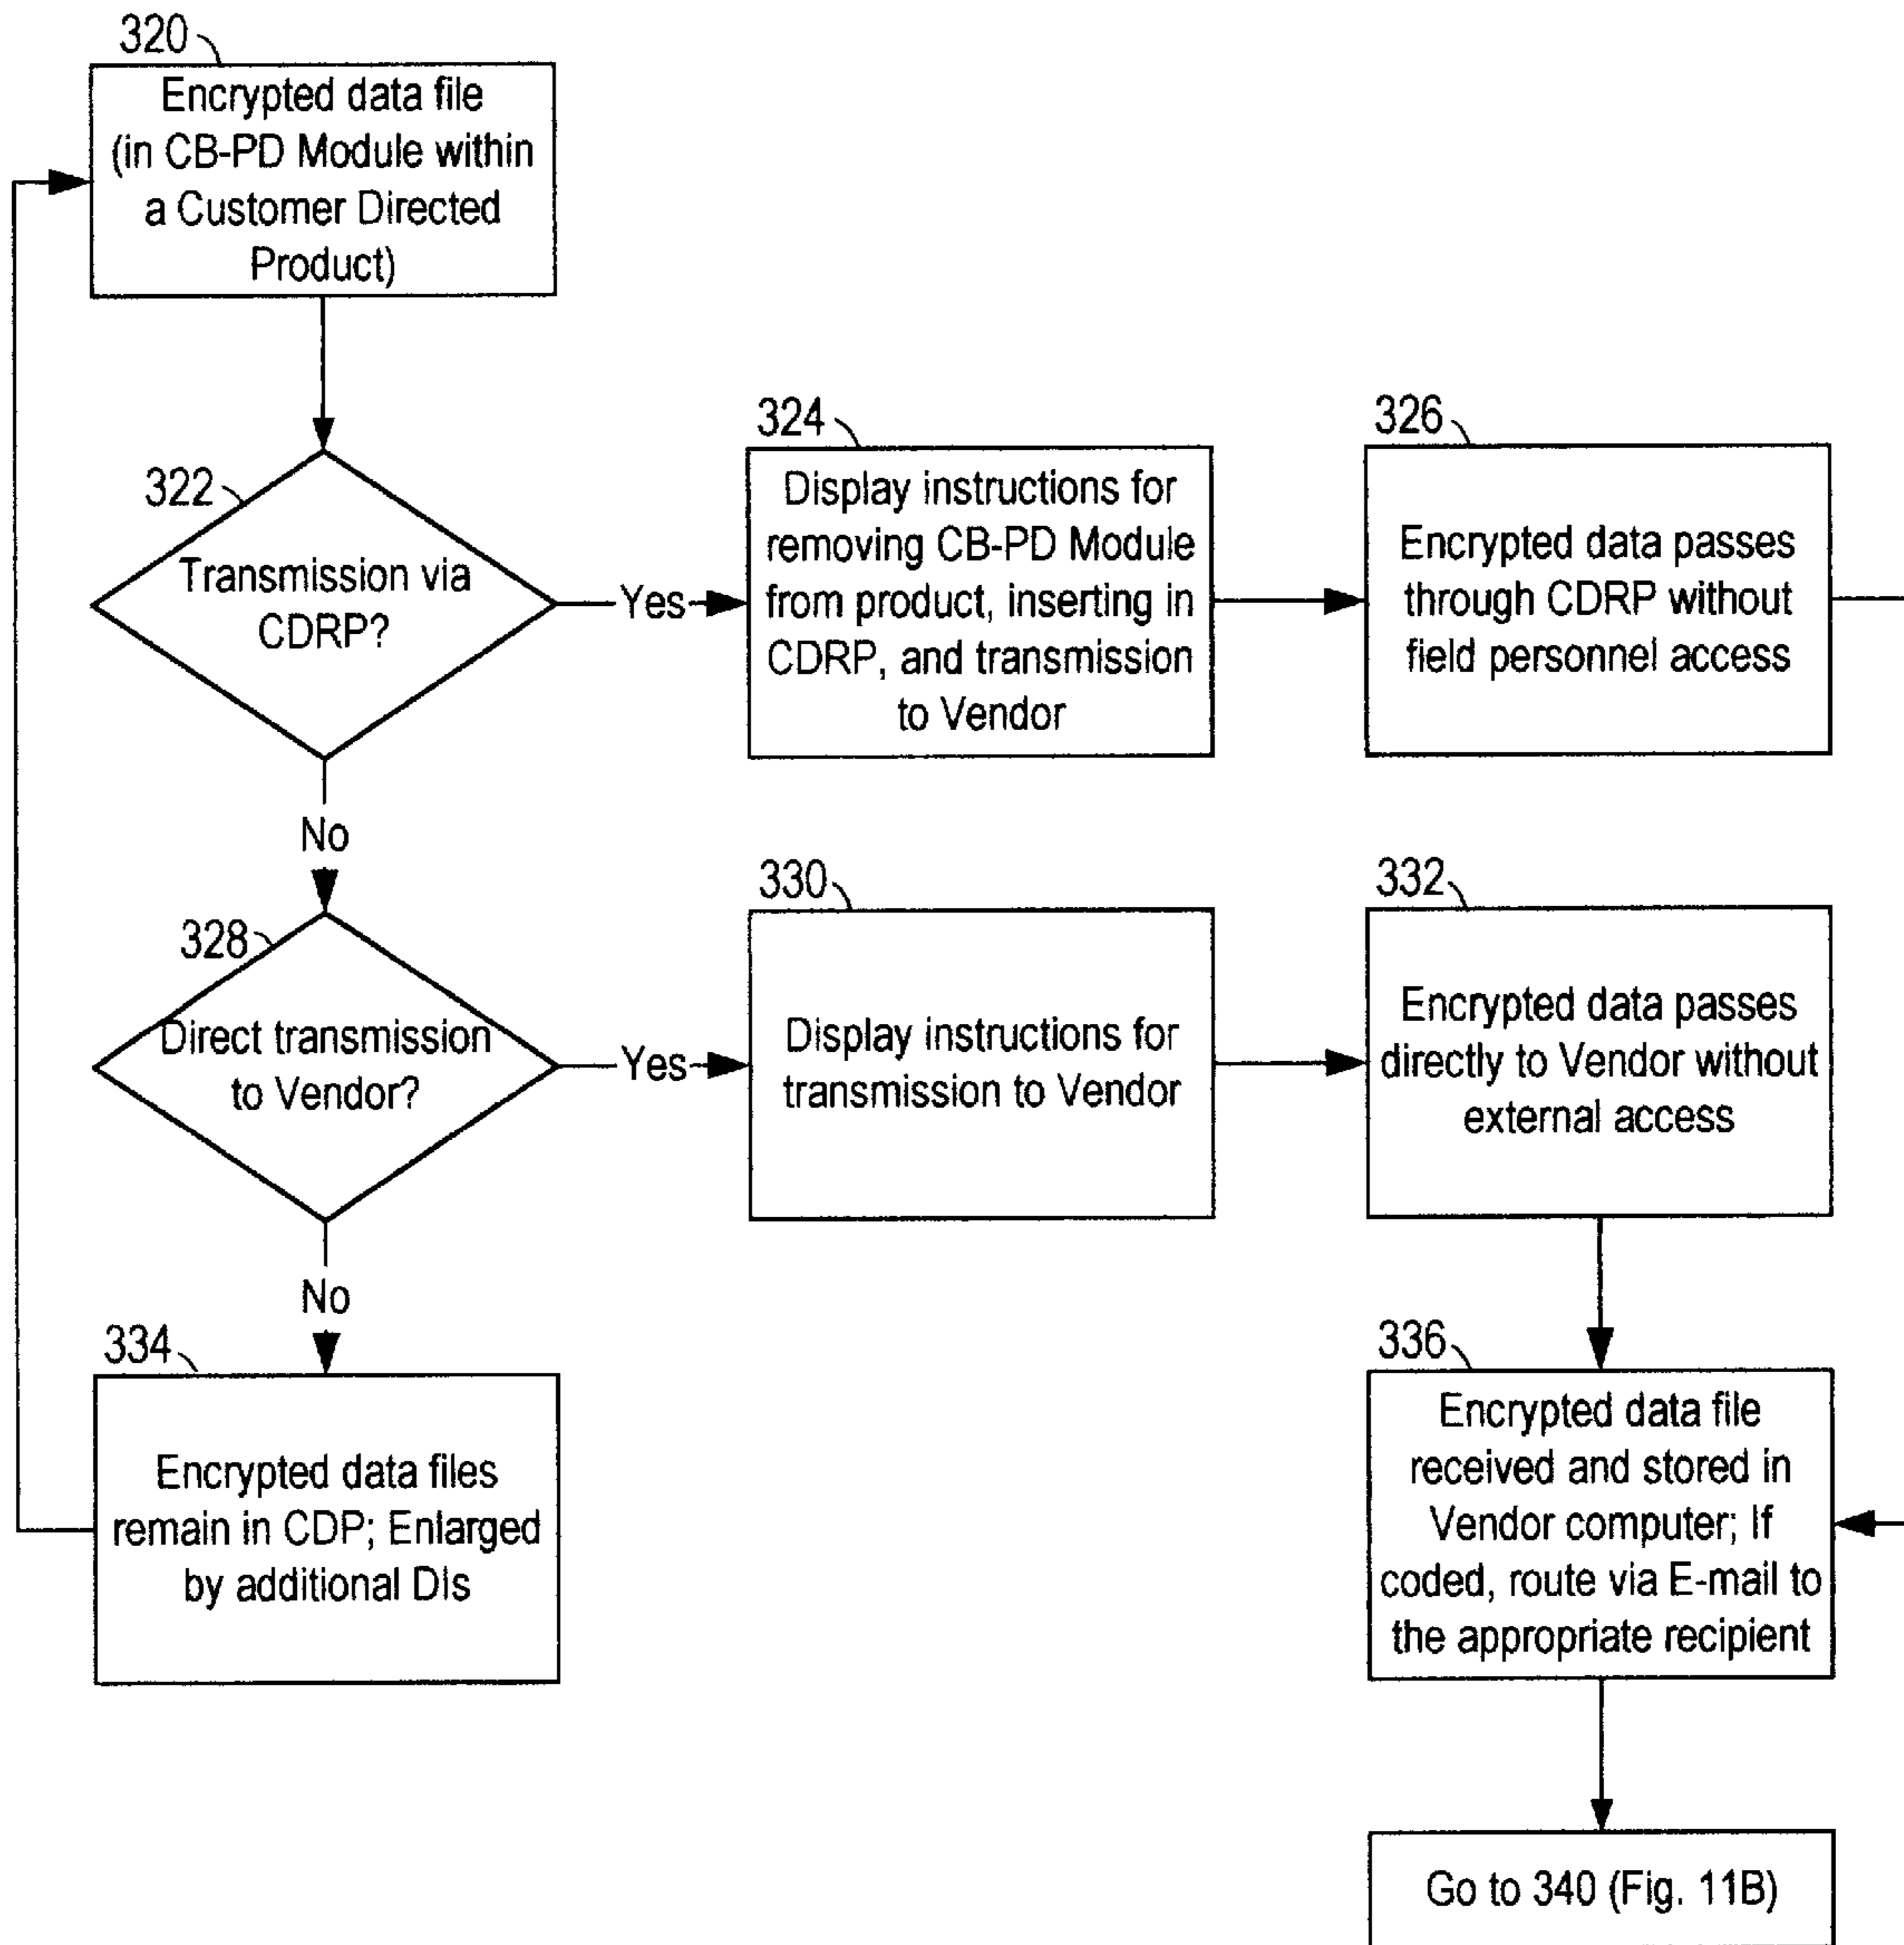 320
Encrypted data file
(in CB-PD Module within
a Customer Directed
Product)
322
Transmission via
CDRP?
Yes
324
Display instructions for
removing CB-PD Module
from product, inserting in
CDRP, and transmission
to Vendor
326
Encrypted data passes
through CDRP without
field personnel access
No
328
Direct transmission
to Vendor?
Yes
330
Display instructions for
transmission to Vendor
332
Encrypted data passes
directly to Vendor without
external access
No
334
Encrypted data files
remain in CDP; Enlarged
by additional DIs
336
Encrypted data file
received and stored in
Vendor computer; If
coded, route via E-mail to
the appropriate recipient
Go to 340 (Fig. 11B)